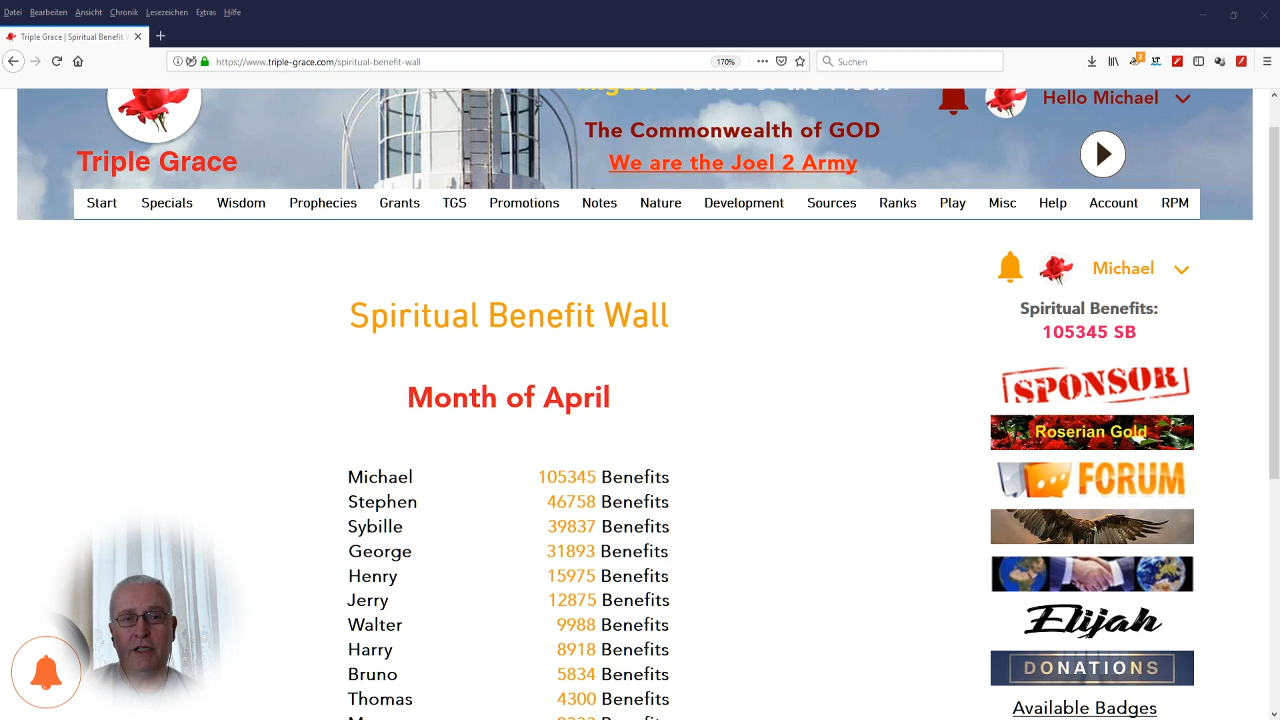 Datei Bearbeiten Ansicht Chronik Lesezeichen Extras Hilfe
Triple Grace | Spiritual Benefit W
https://www.triple-grace.com/spiritual-benefit-wall
170%
Suchen
The Commonwealth of GOD
We are the Joel 2 Army
Hello Michael
Triple Grace
Start Specials Wisdom Prophecies Grants TGS Promotions Notes Nature Development Sources Ranks Play Misc Help Account RPM
Michael
Spiritual Benefits:
105345 SB
Spiritual Benefit Wall
Month of April
Michael 105345 Benefits
Stephen 46758 Benefits
Sybille 39837 Benefits
George 31893 Benefits
Henry 15975 Benefits
Jerry 12875 Benefits
Walter 9988 Benefits
Harry 8918 Benefits
Bruno 5834 Benefits
Thomas 4300 Benefits
Benefits
SPONSOR
Roserian Gold
FORUM
Elijah
DONATIONS
Available Badges